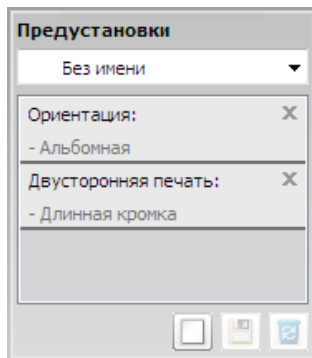 Предустановки
Без имени
Ориентация:
- Альбомная
Двусторонняя печать:
- Длинная кромка